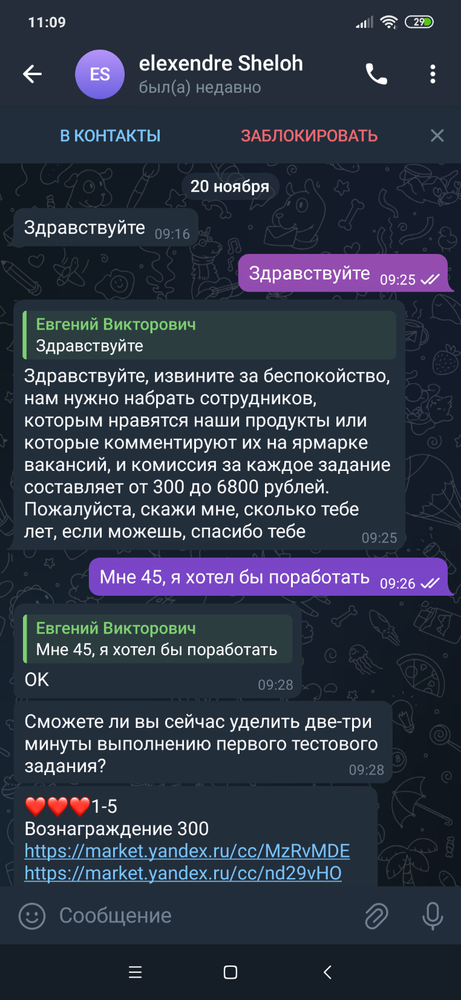 11:09
29
ES
elexendre Sheloh
был(а) недавно
В КОНТАКТЫ
ЗАБЛОКИРОВАТЬ
20 ноября
Здравствуйте 09:16
Здравствуйте 09:25
Евгений Викторович
Здравствуйте
Здравствуйте, извините за беспокойство,
нам нужно набрать сотрудников,
которым нравятся наши продукты или
которые комментируют их на ярмарке
вакансий, и комиссия за каждое задание
составляет от 300 до 6800 рублей.
Пожалуйста, скажи мне, сколько тебе
лет, если можешь, спасибо тебе 09:25
Мне 45, я хотел бы поработать 09:26
Евгений Викторович
Мне 45, я хотел бы поработать
OK 09:28
Сможете ли вы сейчас уделить две-три
минуты выполнению первого тестового
задания? 09:28
❤️❤️❤️1-5
Вознаграждение 300
https://market.yandex.ru/cc/MzRvMDE
https://market.yandex.ru/cc/nd29vHO
Сообщение